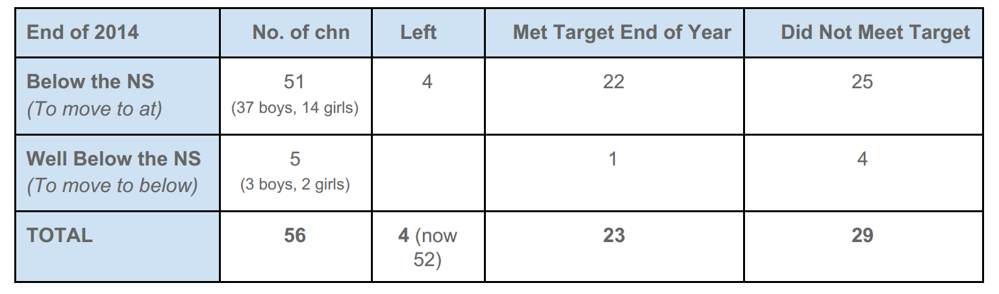 End of 2014 No. of chn Left Met Target End of Year Did Not Meet Target
Below the NS 51 4 22 25
(To move to at) (37 boys, 14 girls)
Well Below the NS 5 1 4
(To move to below) (3 boys, 2 girls)
TOTAL 56 4 (now 23 29
52)